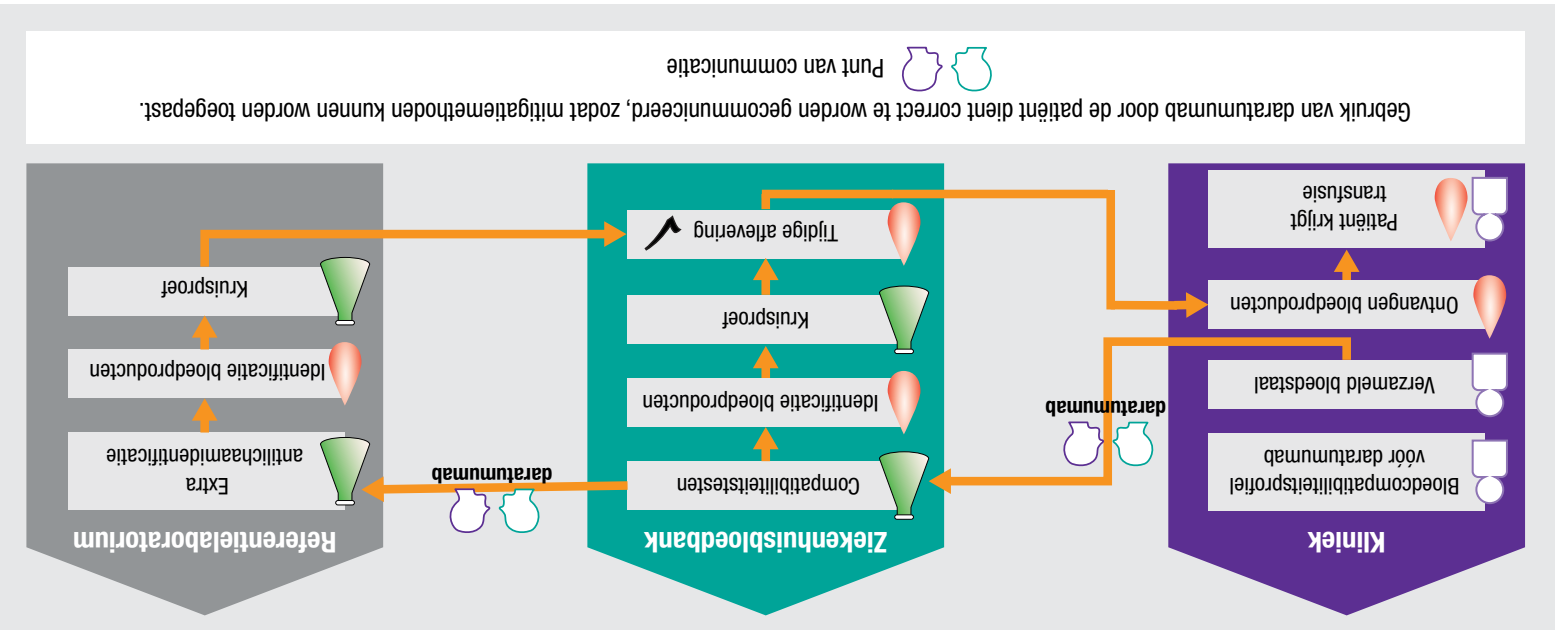 Kliniek
Bloedcompatibiliteitsprofiel
vóór daratumumab
Verzameld bloedstaal
Ontvangen bloedproducten
Patiënt krijgt
transfusie
daratumumab
Ziekenhuisbloedbank
Compatibiliteitstesten
Identificatie bloedproducten
Kruisproef
Tijdige aflevering
daratumumab
Referentielaboratorium
Extra
antilichaamidentificatie
Identificatie bloedproducten
Kruisproef
Gebruik van daratumumab door de patiënt dient correct te worden gecommuniceerd, zodat mitigatiemethoden kunnen worden toegepast.
Punt van communicatie